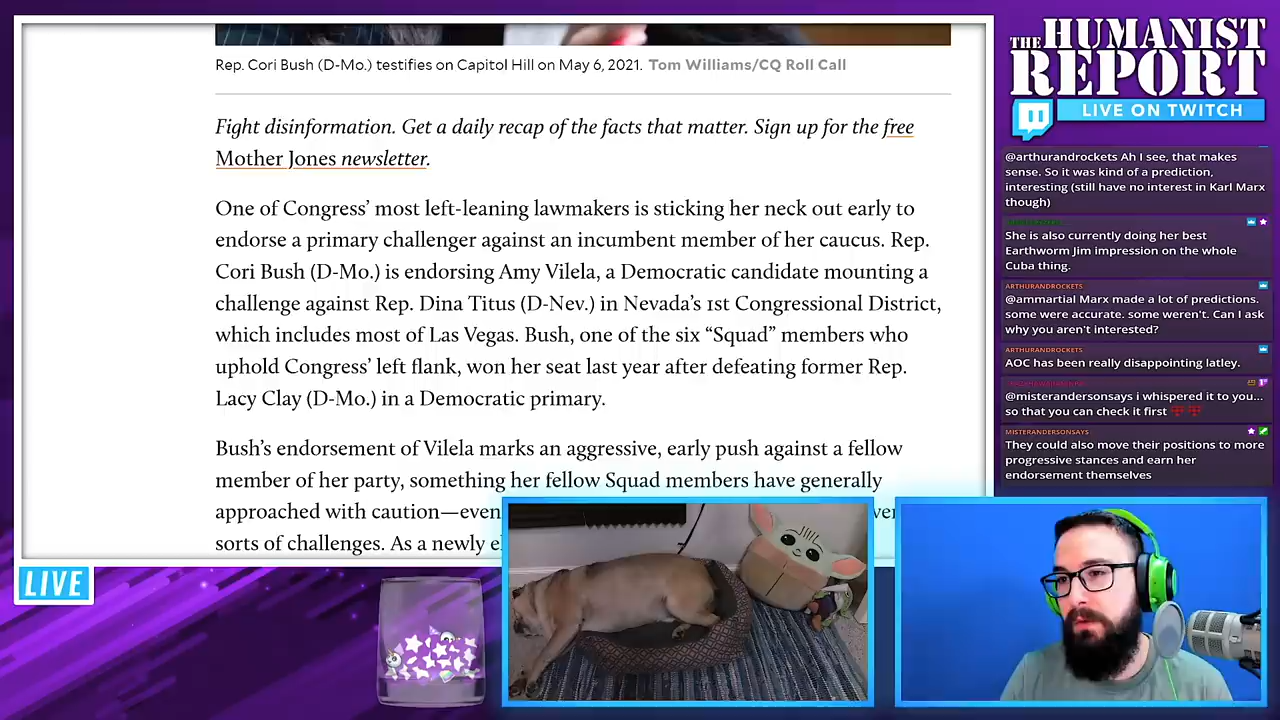 Rep. Cori Bush (D-Mo.) testifies on Capitol Hill on May 6, 2021. Tom Williams/CQ Roll Call
Fight disinformation. Get a daily recap of the facts that matter. Sign up for the free
Mother Jones newsletter.
One of Congress’ most left-leaning lawmakers is sticking her neck out early to
endorse a primary challenger against an incumbent member of her caucus. Rep.
Cori Bush (D-Mo.) is endorsing Amy Vilela, a Democratic candidate mounting a
challenge against Rep. Dina Titus (D-Nev.) in Nevada’s 1st Congressional District,
which includes most of Las Vegas. Bush, one of the six “Squad” members who
uphold Congress’ left flank, won her seat last year after defeating former Rep.
Lacy Clay (D-Mo.) in a Democratic primary.
Bush’s endorsement of Vilela marks an aggressive, early push against a fellow
member of her party, something her fellow Squad members have generally
approached with caution—even
sorts of challenges. As a newly
LIVE
THE HUMANIST
REPORT
LIVE ON TWITCH
@arthurandrockets Ah I see, that makes
sense. So it was kind of a prediction,
interesting (still have no interest in Karl Marx
though)
She is also currently doing her best
Earthworm Jim impression on the whole
Cuba thing.
ARTHURANDROCKETS
@ammartial Marx made a lot of predictions.
some were accurate. some weren't. Can I ask
why you aren't interested?
ARTHURANDROCKETS
AOC has been really disappointing latley.
@misterandersonsays i whispered it to you...
so that you can check it first
MISTERANDERSONSAYS
They could also move their positions to more
progressive stances and earn her
endorsement themselves